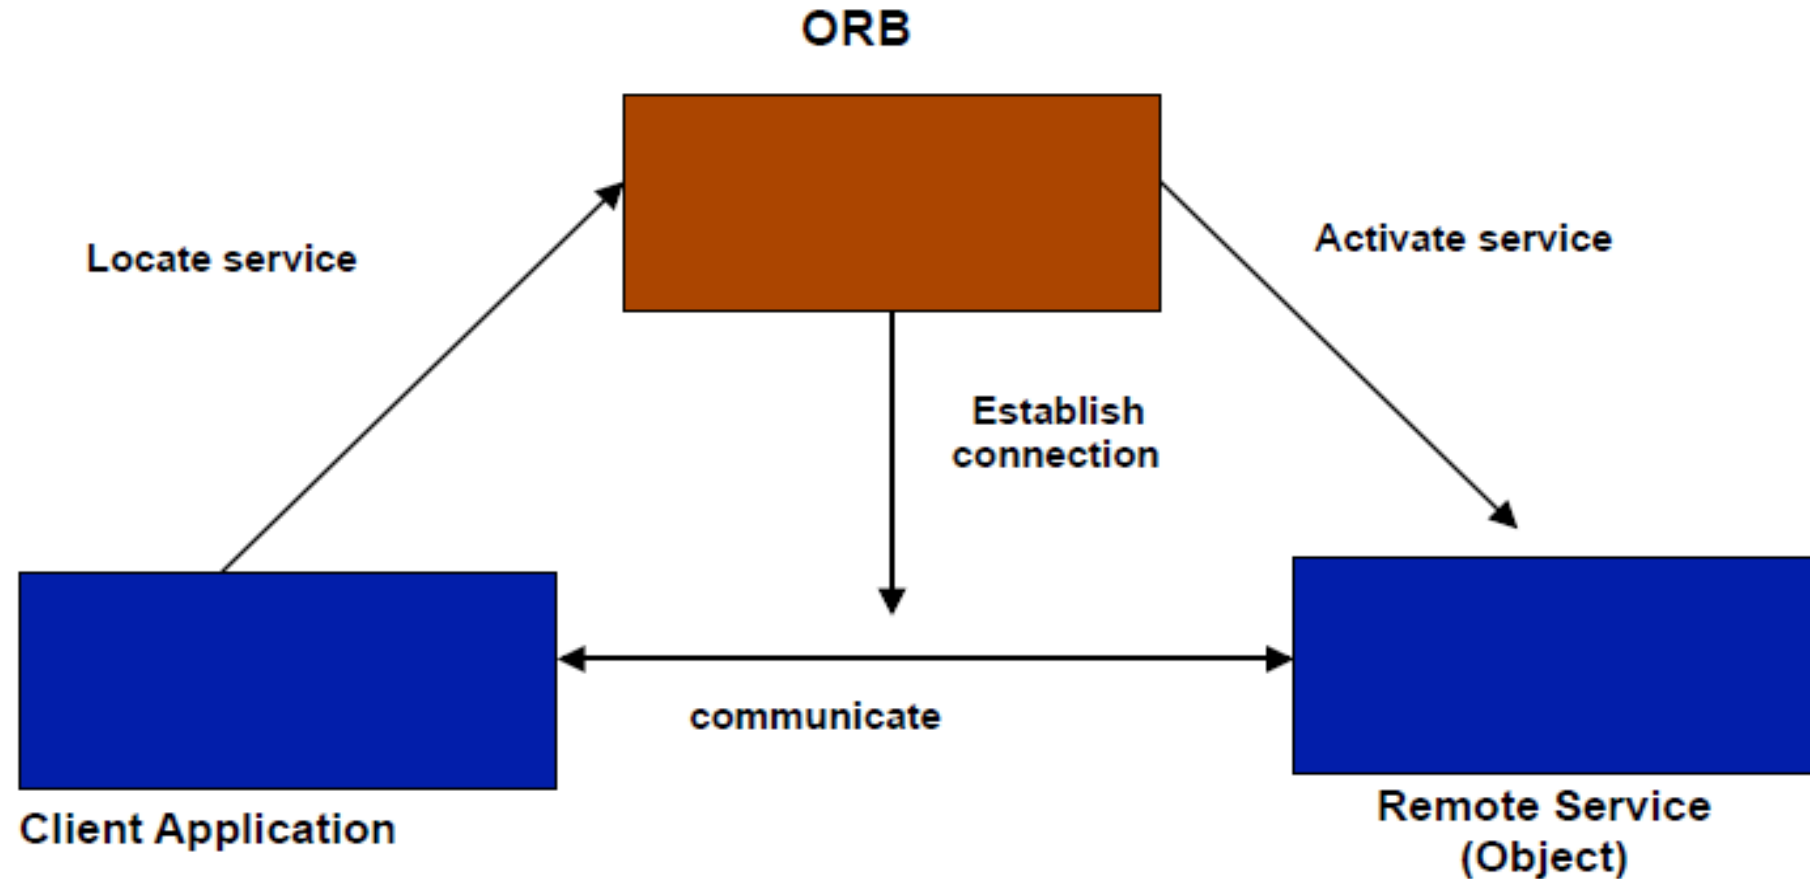 ORB
Locate service
Activate service
Establish
connection
communicate
Client Application
Remote Service
(Object)